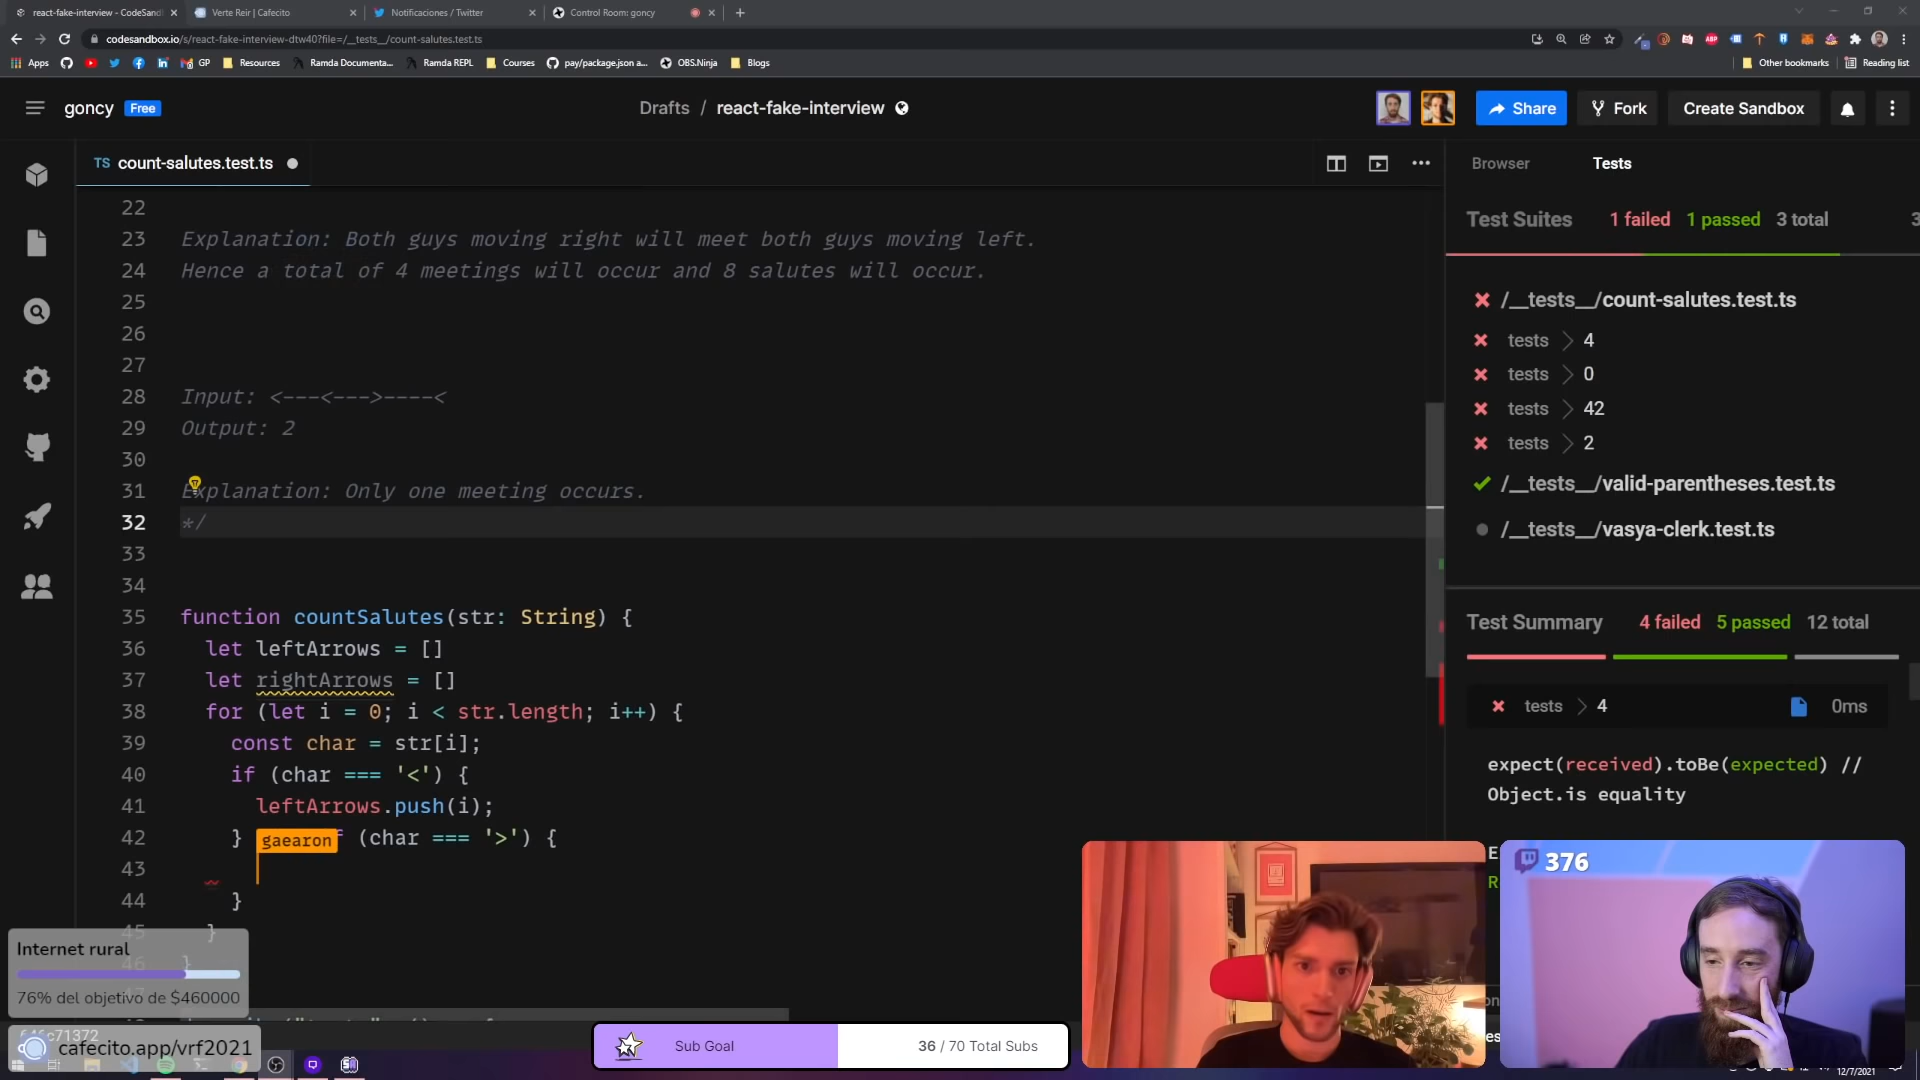 react-fake-interview - CodeSand
Verte Reir | Cafecito
Notificaciones / Twitter
Control Room: goncy
codesandbox.io/s/react-fake-interview-dtw40?file=/__tests__/count-salutes.test.ts
Apps
GP
Resources
Ramda Documenta...
Ramda REPL
Courses
pay/package.json a...
OBS.Ninja
Blogs
Other bookmarks
Reading list
goncy
Free
Drafts / react-fake-interview
Share
Fork
Create Sandbox
TS count-salutes.test.ts
Browser
Tests
22
23 Explanation: Both guys moving right will meet both guys moving left.
24 Hence a total of 4 meetings will occur and 8 salutes will occur.
25
26
27
28 Input: <---<--->----<
29 Output: 2
30
31 Explanation: Only one meeting occurs.
32 */
33
34
35 function countSalutes(str: String) {
36 let leftArrows = []
37 let rightArrows = []
38 for (let i = 0; i < str.length; i++) {
39 const char = str[i];
40 if (char === '<') {
41 leftArrows.push(i);
42 } gaearon f (char === '>') {
43
44 }
45 }
46 }
Test Suites 1 failed 1 passed 3 total
/__tests__/count-salutes.test.ts
tests > 4
tests > 0
tests > 42
tests > 2
/__tests__/valid-parentheses.test.ts
/__tests__/vasya-clerk.test.ts
Test Summary 4 failed 5 passed 12 total
tests > 4 0ms
expect(received).toBe(expected) //
Object.is equality
E
R
376
Internet rural
76% del objetivo de $460000
cafecito.app/vrf2021
Sub Goal
36 / 70 Total Subs
12/7/2021